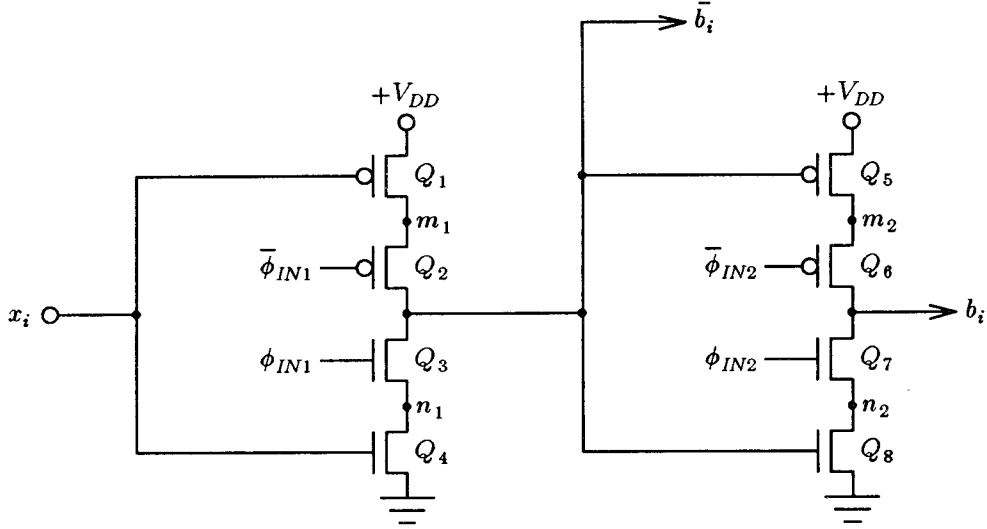 b̄ᵢ
+V_DD
+V_DD
Q₁
Q₅
m₁
m₂
ϕ̄_IN1
Q₂
ϕ̄_IN2
Q₆
xᵢ
bᵢ
ϕ_IN1
Q₃
ϕ_IN2
Q₇
n₁
n₂
Q₄
Q₈